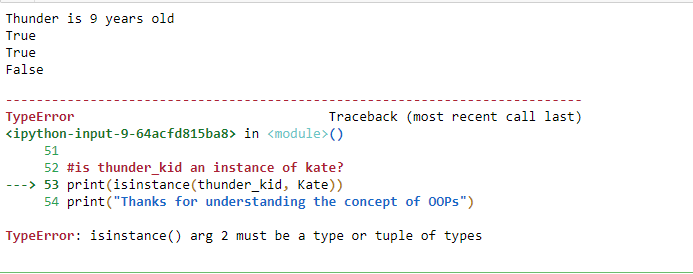 Thunder is 9 years old
True
True
False
---------------------------------------------------------------------------
TypeError                                 Traceback (most recent call last)
<ipython-input-9-64acfd815ba8> in <module>()
     51
     52 #is thunder_kid an instance of kate?
---> 53 print(isinstance(thunder_kid, Kate))
     54 print("Thanks for understanding the concept of OOPs")
TypeError: isinstance() arg 2 must be a type or tuple of types